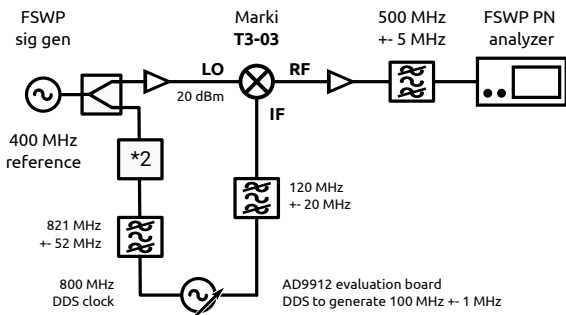 FSWP
sig gen
Marki
T3-03
500 MHz
+- 5 MHz
FSWP PN
analyzer
LO
RF
20 dBm
IF
400 MHz
reference
*2
120 MHz
+- 20 MHz
821 MHz
+- 52 MHz
800 MHz
DDS clock
AD9912 evaluation board
DDS to generate 100 MHz +- 1 MHz